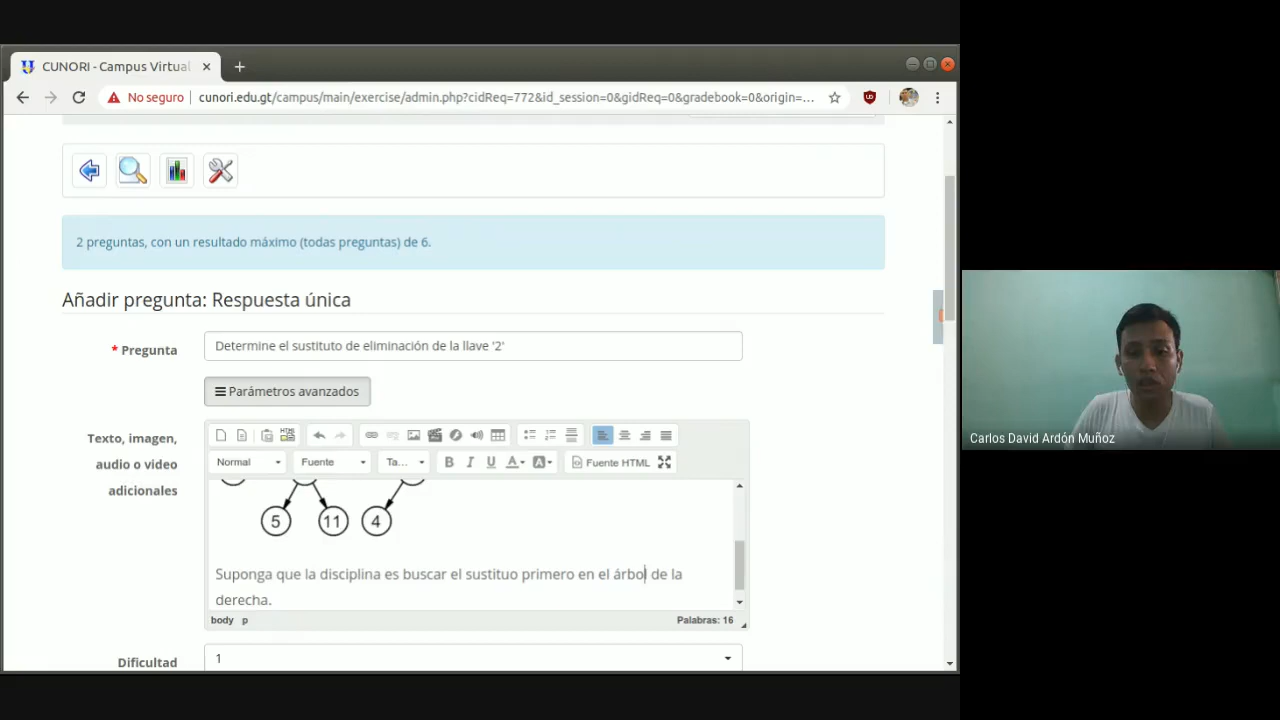 CUNORI - Campus Virtual
No seguro
cunori.edu.gt/campus/main/exercise/admin.php?cidReq=772&id_session=0&gidReq=0&gradebook=0&origin=...
2 preguntas, con un resultado máximo (todas preguntas) de 6.
Añadir pregunta: Respuesta única
* Pregunta
Determine el sustituto de eliminación de la llave '2'
Parámetros avanzados
Texto, imagen,
audio o video
adicionales
Normal Fuente Ta... B I U A A Fuente HTML
5 11 4
Suponga que la disciplina es buscar el sustituo primero en el árbol de la
derecha.
body p Palabras: 16
Dificultad
1
Carlos David Ardón Muñoz